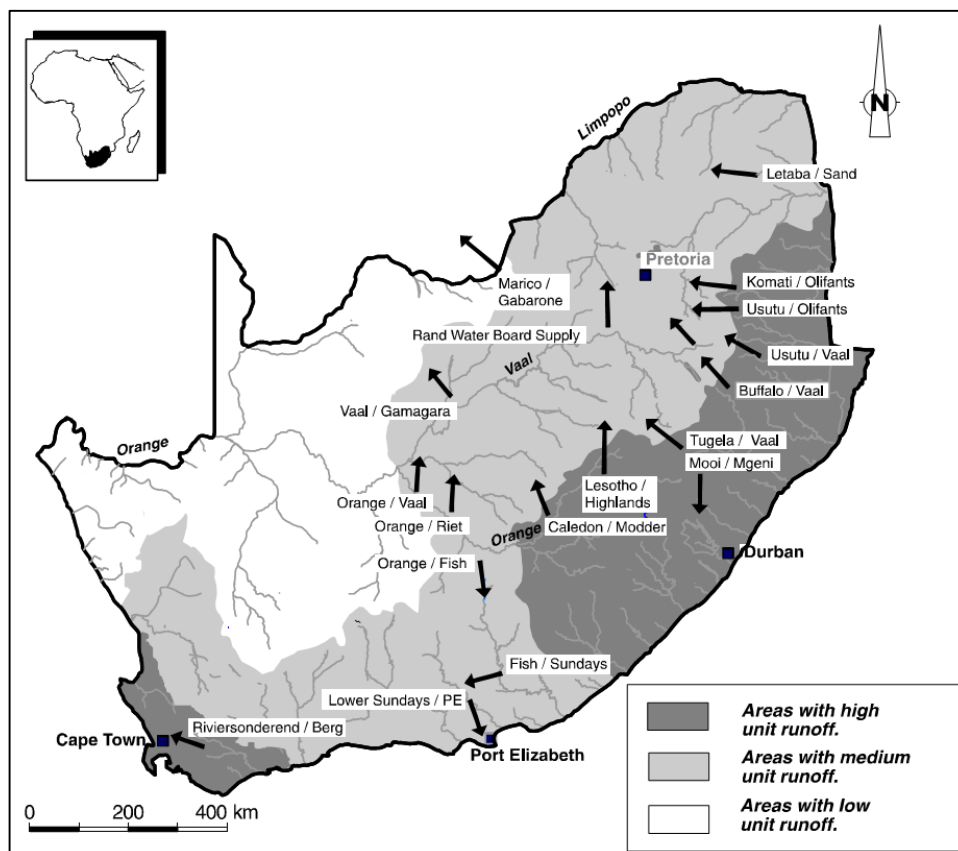 N
Limpopo
Letaba / Sand
Pretoria
Marico /
Gabarone
Komati / Olifants
Usutu / Olifants
Rand Water Board Supply
Usutu / Vaal
Vaal
Buffalo / Vaal
Vaal / Gamagara
Orange
Tugela / Vaal
Mooi / Mgeni
Lesotho /
Highlands
Orange / Vaal
Orange / Riet
Orange
Caledon / Modder
Durban
Orange / Fish
Fish / Sundays
Lower Sundays / PE
Riviersonderend / Berg
Cape Town
Port Elizabeth
Areas with high
unit runoff.
Areas with medium
unit runoff.
Areas with low
unit runoff.
0 200 400 km